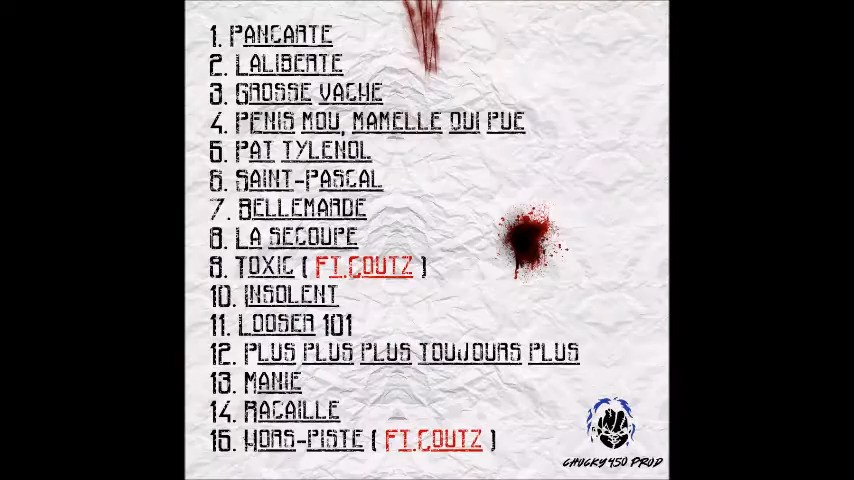 1. Pancarte
2. Laliberte
3. Grosse vache
4. Penis mou, mamelle qui pue
5. Pat tylenol
6. Saint-Pascal
7. Bellemarde
8. La secoupe
9. Toxic ( Ft.Coutz )
10. Insolent
11. Looser 101
12. Plus plus plus toujours plus
13. Manie
14. Racaille
15. Hors-piste ( Ft.Coutz )
Chucky450 Prod